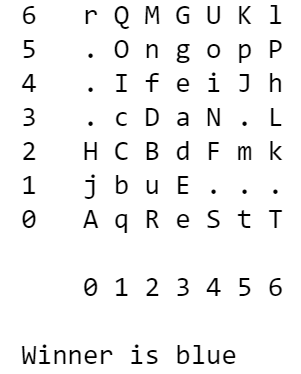 6 r Q M G U K l
5 . O n g o p P
4 . I f e i J h
3 . c D a N . L
2 H C B d F m k
1 j b u E . . .
0 A q R e S t T
0 1 2 3 4 5 6
Winner is blue